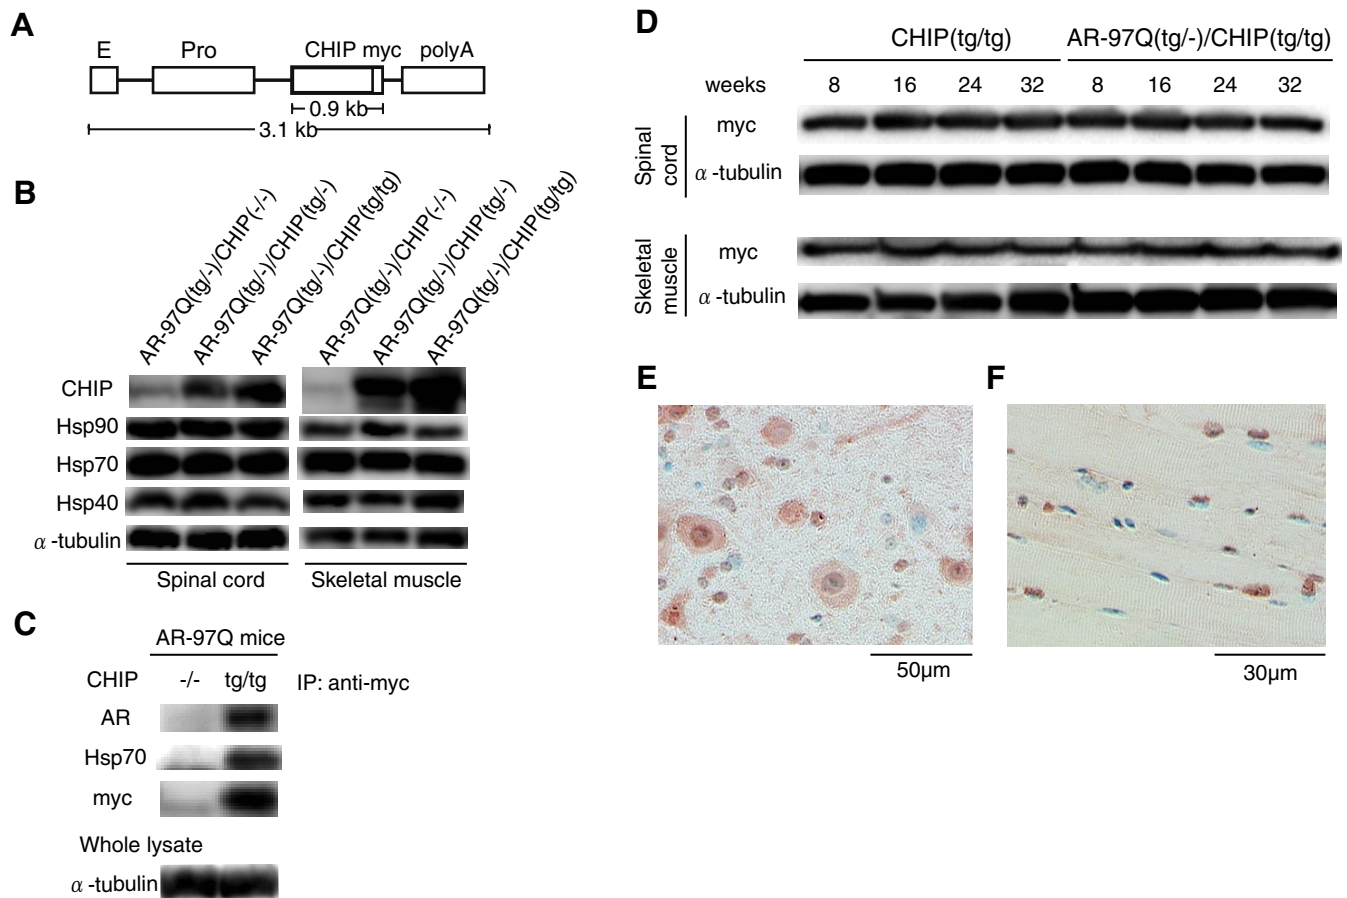 A
E Pro CHIP myc polyA
0.9 kb
3.1 kb
B
AR-97Q(tg/-)/CHIP(-/-)
AR-97Q(tg/-)/CHIP(tg/-)
AR-97Q(tg/-)/CHIP(tg/tg)
AR-97Q(tg/-)/CHIP(-/-)
AR-97Q(tg/-)/CHIP(tg/-)
AR-97Q(tg/-)/CHIP(tg/tg)
CHIP
Hsp90
Hsp70
Hsp40
α-tubulin
Spinal cord Skeletal muscle
C
AR-97Q mice
CHIP -/- tg/tg IP: anti-myc
AR
Hsp70
myc
Whole lysate
α-tubulin
D
CHIP(tg/tg) AR-97Q(tg/-)/CHIP(tg/tg)
weeks 8 16 24 32 8 16 24 32
Spinal
cord
myc
α-tubulin
Skeletal
muscle
myc
α-tubulin
E
50μm
F
30μm